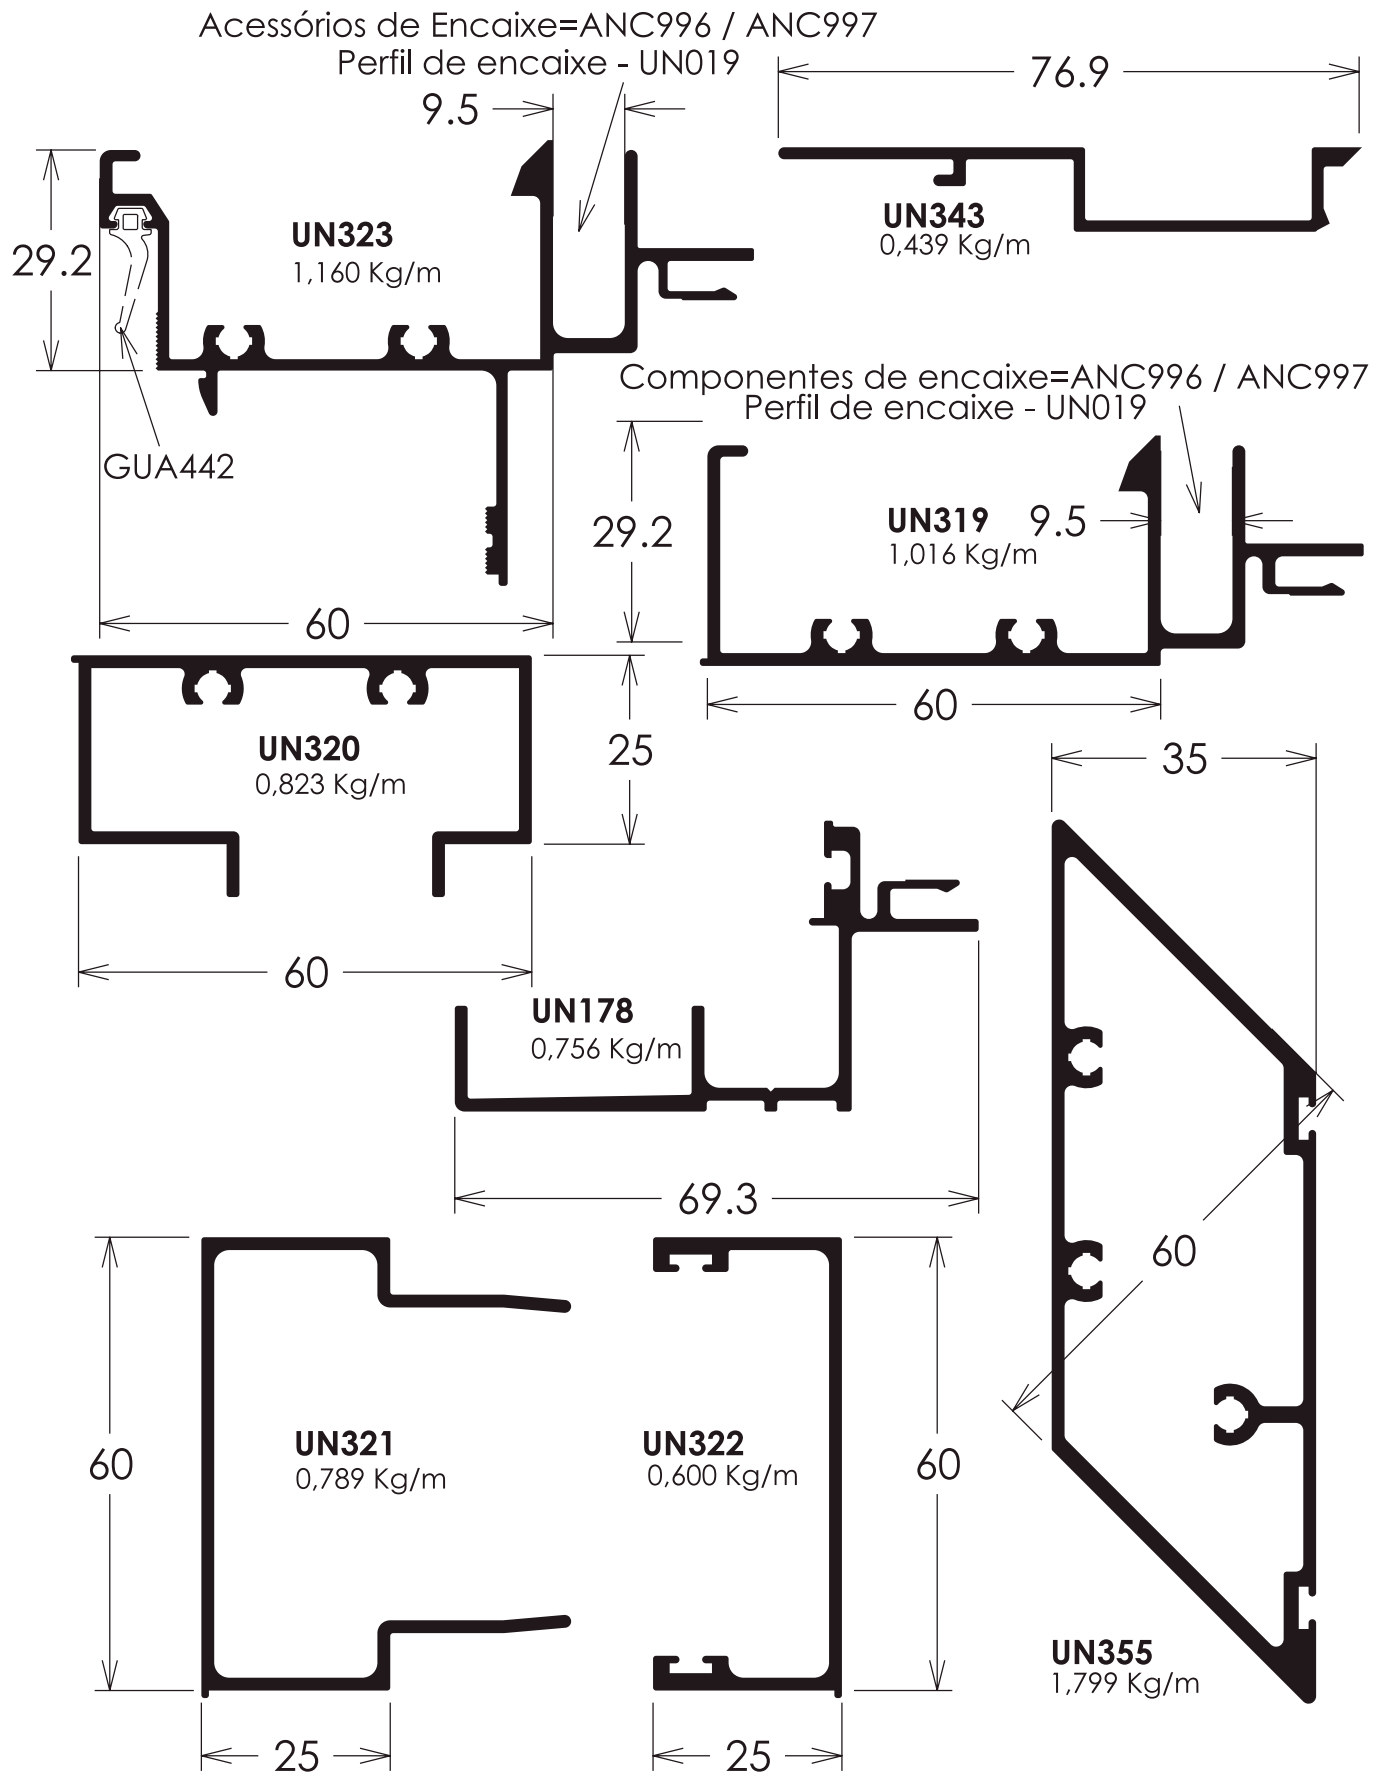 Acessórios de Encaixe=ANC996 / ANC997
Perfil de encaixe - UN019
9.5
76.9
29.2
UN323
1,160 Kg/m
UN343
0,439 Kg/m
GUA442
60
Componentes de encaixe=ANC996 / ANC997
Perfil de encaixe - UN019
29.2
UN319
1,016 Kg/m
9.5
60
UN320
0,823 Kg/m
25
60
35
UN178
0,756 Kg/m
69.3
60
60
UN321
0,789 Kg/m
25
UN322
0,600 Kg/m
60
25
UN355
1,799 Kg/m